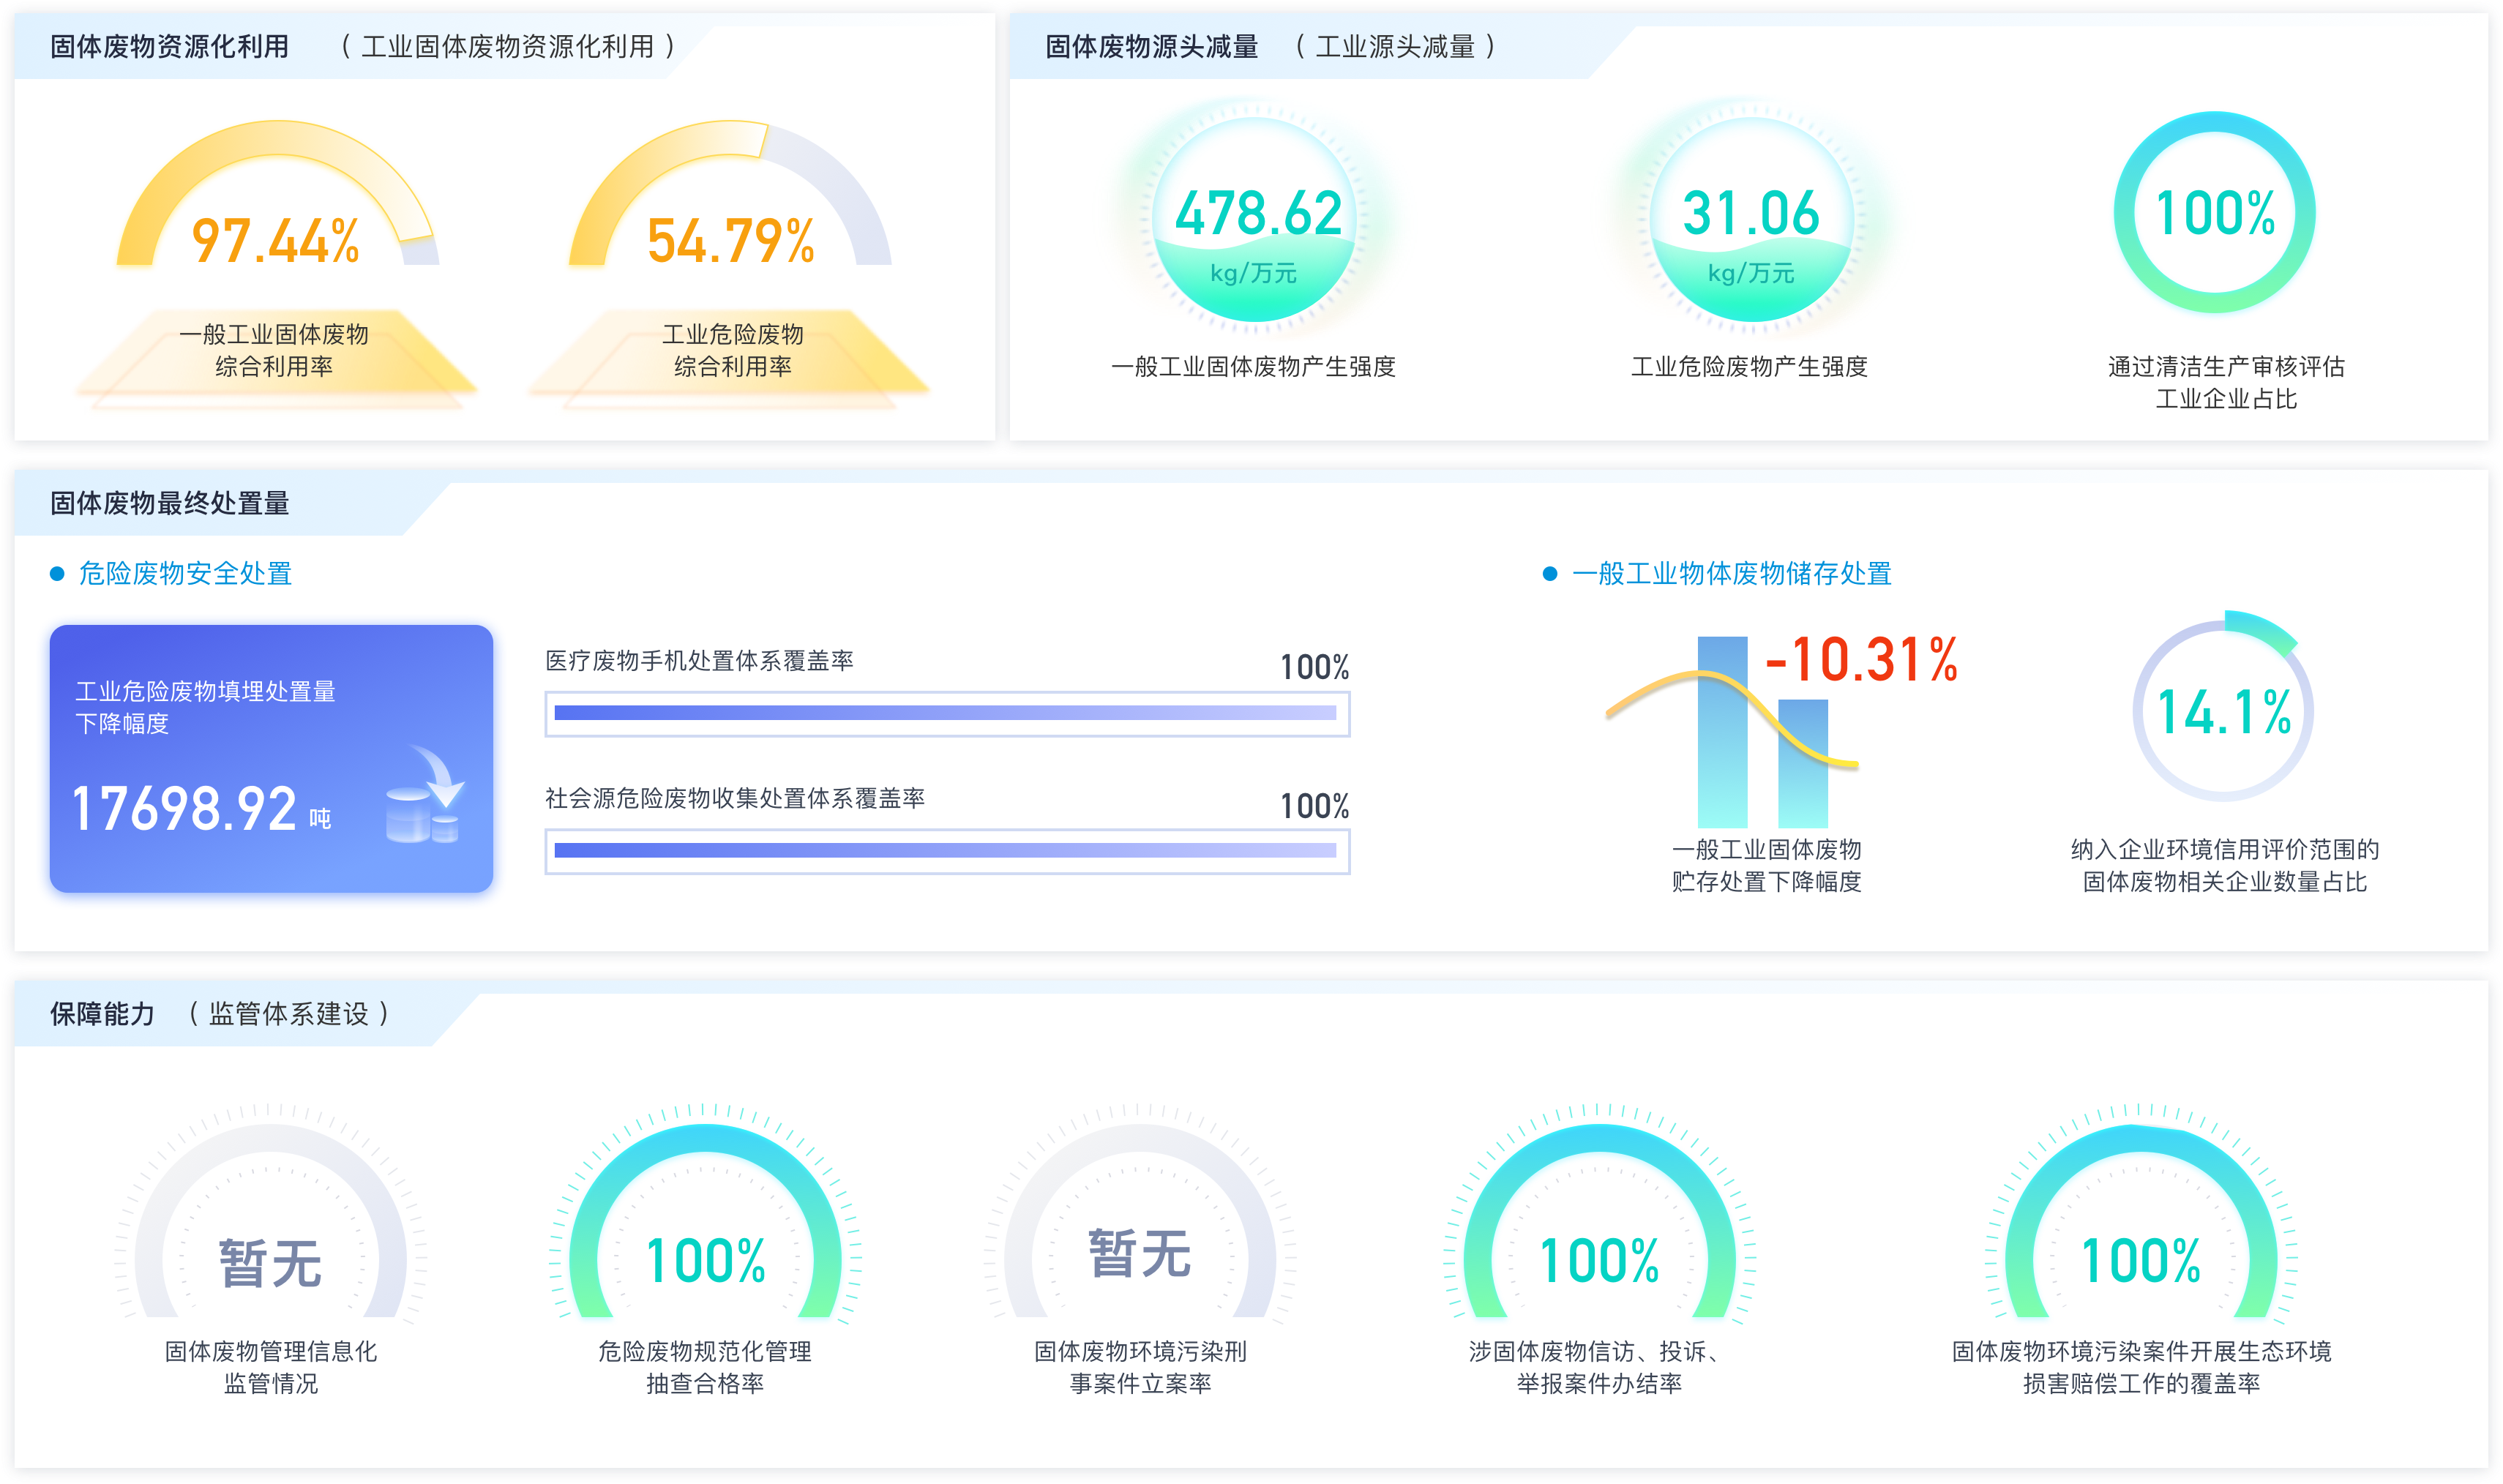 固体废物资源化利用 （ 工业固体废物资源化利用 ）
97.44%
一般工业固体废物
综合利用率
54.79%
工业危险废物
综合利用率
固体废物源头减量 （ 工业源头减量 ）
478.62
kg/万元
一般工业固体废物产生强度
31.06
kg/万元
工业危险废物产生强度
100%
通过清洁生产审核评估
工业企业占比
固体废物最终处置量
危险废物安全处置
工业危险废物填埋处置量
下降幅度
17698.92 吨
医疗废物手机处置体系覆盖率
100%
社会源危险废物收集处置体系覆盖率
100%
一般工业物体废物储存处置
-10.31%
一般工业固体废物
贮存处置下降幅度
14.1%
纳入企业环境信用评价范围的
固体废物相关企业数量占比
保障能力 （ 监管体系建设 ）
暂无
固体废物管理信息化
监管情况
100%
危险废物规范化管理
抽查合格率
暂无
固体废物环境污染刑
事案件立案率
100%
涉固体废物信访、投诉、
举报案件办结率
100%
固体废物环境污染案件开展生态环境
损害赔偿工作的覆盖率